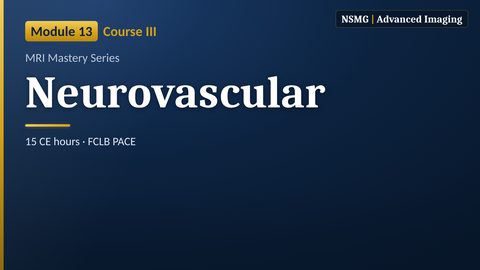 NSMG | Advanced Imaging
Module 13 Course III
MRI Mastery Series
Neurovascular
15 CE hours · FCLB PACE